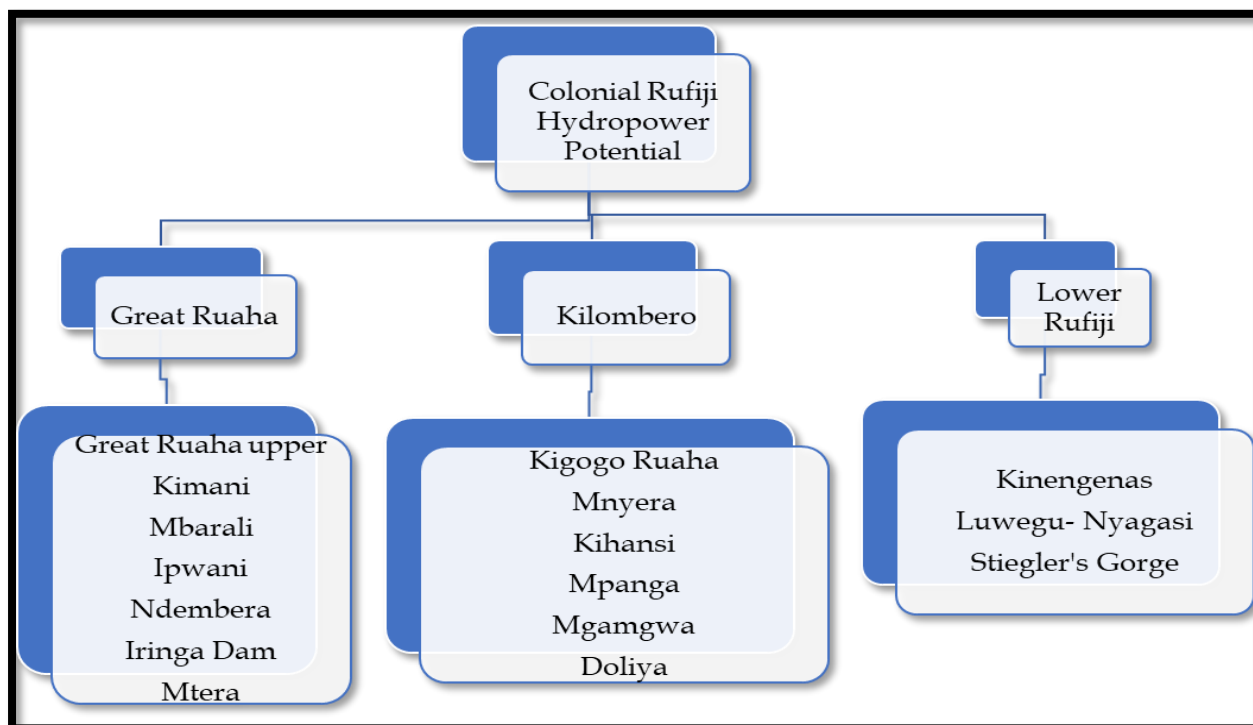 Colonial Rufiji
Hydropower
Potential
Great Ruaha
Kilombero
Lower
Rufiji
Great Ruaha upper
Kimani
Mbarali
Ipwani
Ndembera
Iringa Dam
Mtera
Kigogo Ruaha
Mnyera
Kihansi
Mpanga
Mgamgwa
Doliya
Kinengenas
Luwegu- Nyagasi
Stiegler's Gorge